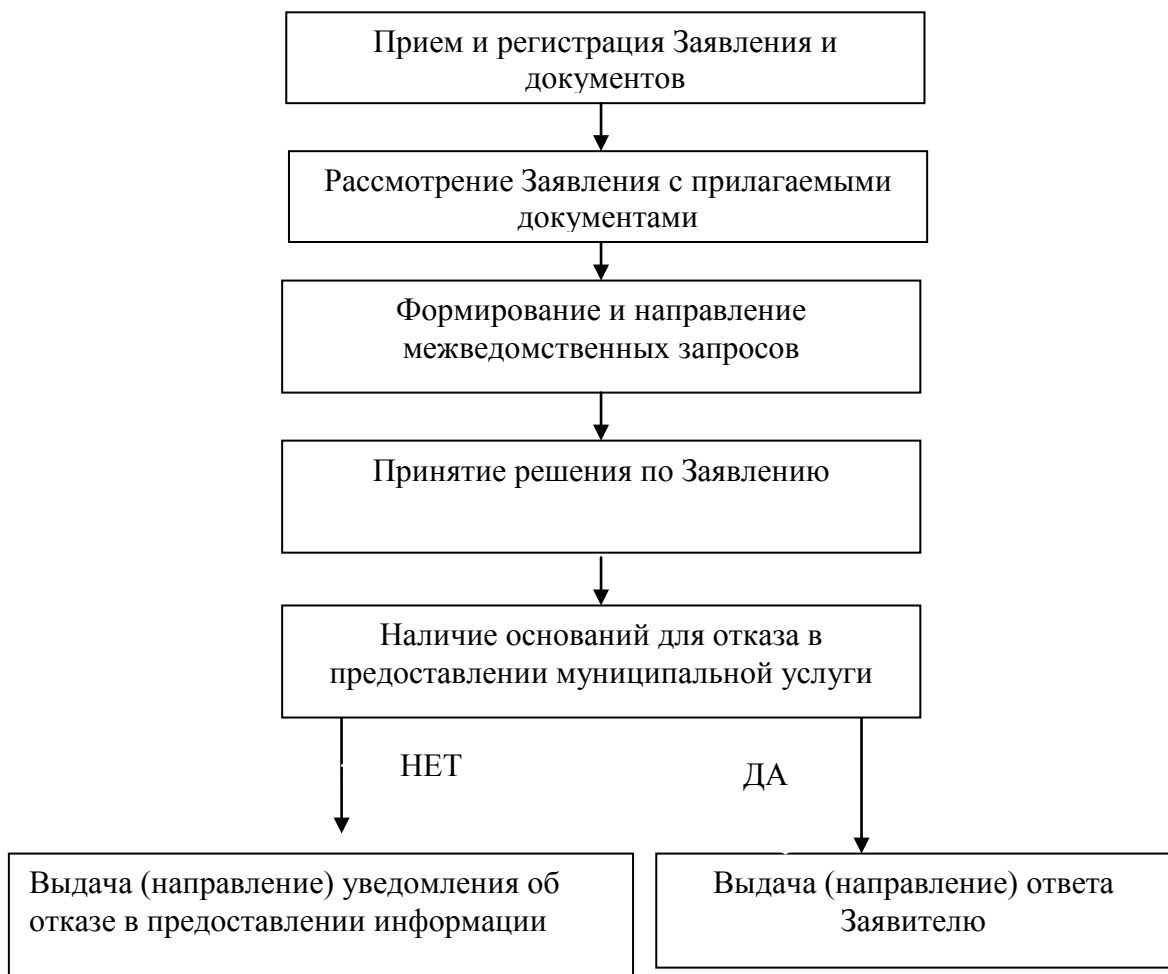 Прием и регистрация Заявления и
документов
Рассмотрение Заявления с прилагаемыми
документами
Формирование и направление
межведомственных запросов
Принятие решения по Заявлению
Наличие оснований для отказа в
предоставлении муниципальной услуги
НЕТ
ДА
Выдача (направление) уведомления об
отказе в предоставлении информации
Выдача (направление) ответа
Заявителю